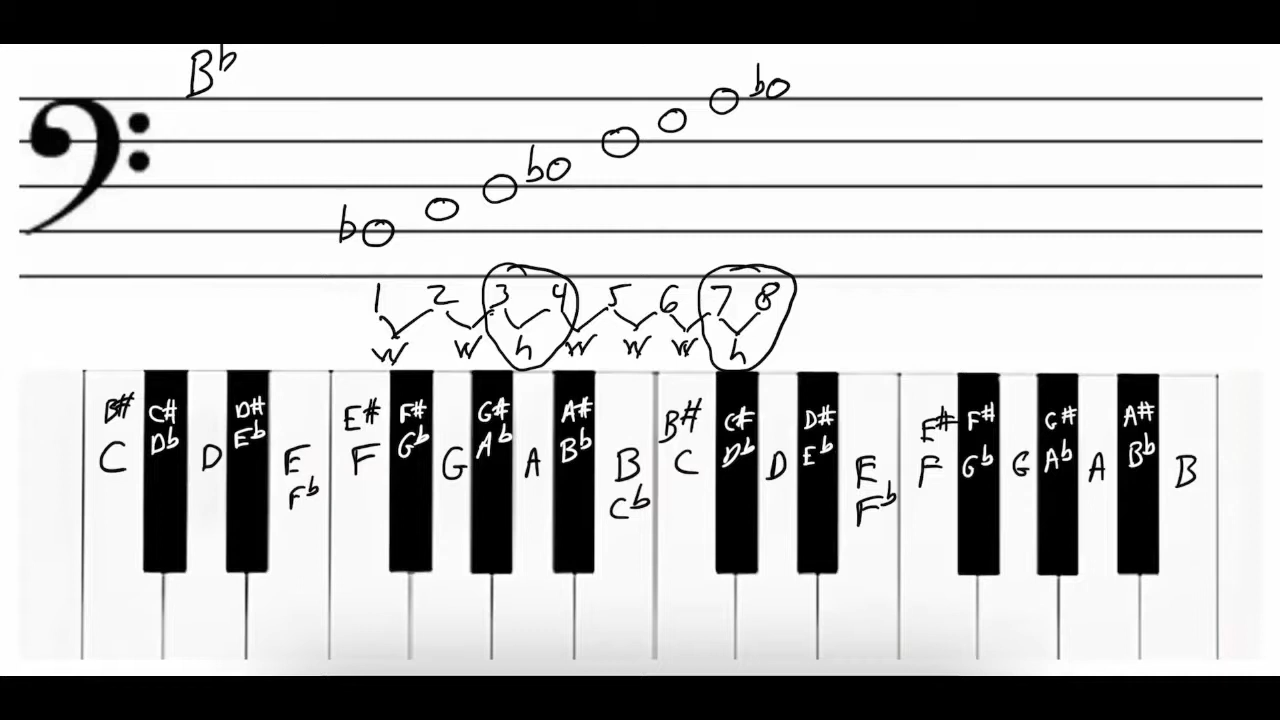 B♭
♭ ♭ ♭
1 2 3 4 5 6 7 8
W W h W W W h
B# C# D# E# F# G# A# B# C# D# E# F# G# A#
C D♭ D E♭ E F G♭ G A♭ A B♭ B C D♭ D E♭ E F G♭ G A♭ A B♭ B
F♭ C♭ F♭